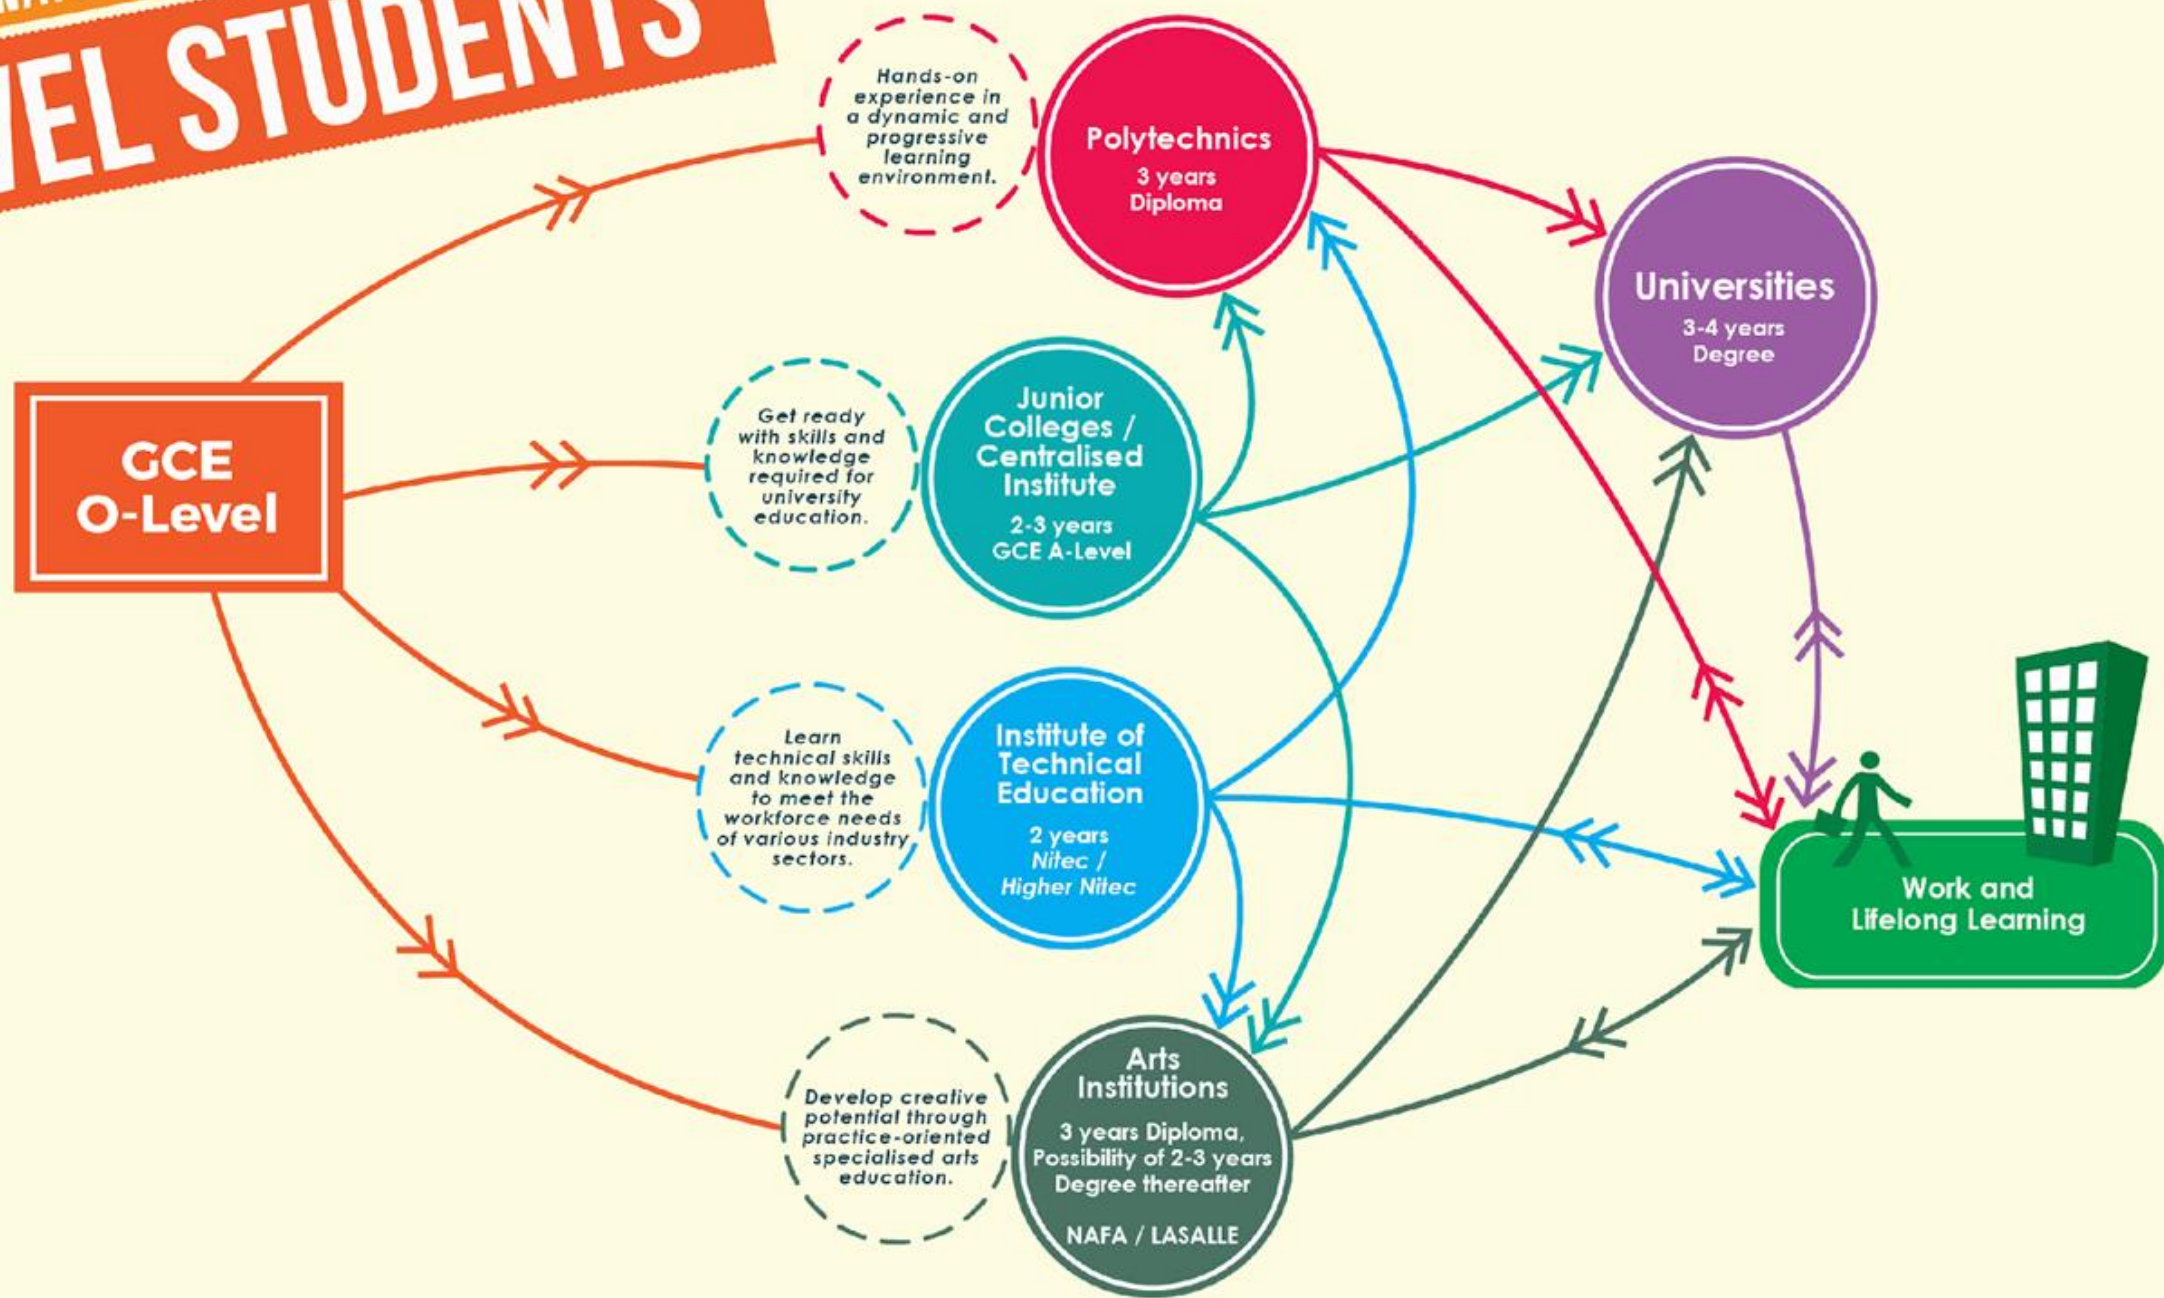 STUDENTS
Hands-on
experience in
a dynamic and
progressive
learning
environment.
Polytechnics
3 years
Diploma
Universities
3-4 years
Degree
GCE
O-Level
Get ready
with skills and
knowledge
required for
university
education.
Junior
Colleges /
Centralised
Institute
2-3 years
GCE A-Level
Learn
technical skills
and knowledge
to meet the
workforce needs
of various industry
sectors.
Institute of
Technical
Education
2 years
Nitec /
Higher Nitec
Work and
Lifelong Learning
Develop creative
potential through
practice-oriented
specialised arts
education.
Arts
Institutions
3 years Diploma,
Possibility of 2-3 years
Degree thereafter
NAFA / LASALLE